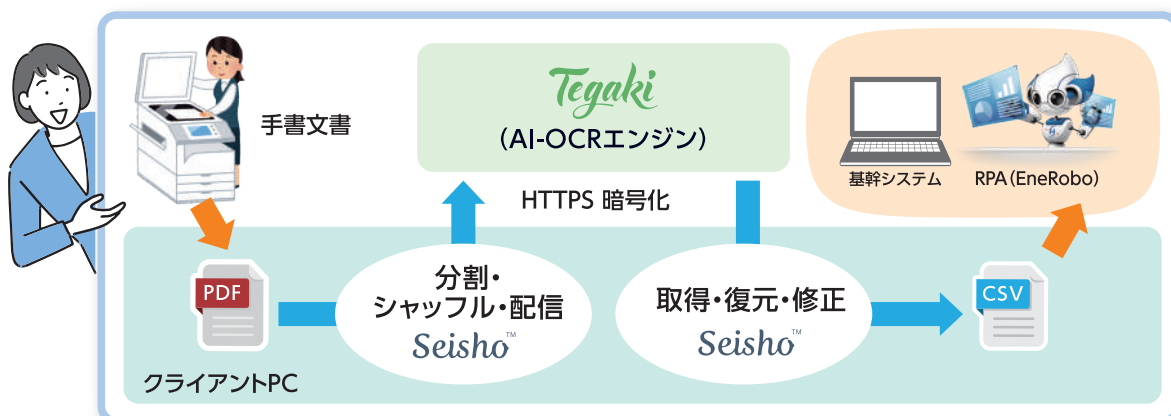 手書文書
Tegaki
(AI-OCRエンジン)
基幹システム
RPA(EneRobo)
HTTPS 暗号化
PDF
分割・
シャッフル・配信
Seisho™
取得・復元・修正
Seisho™
CSV
クライアントPC